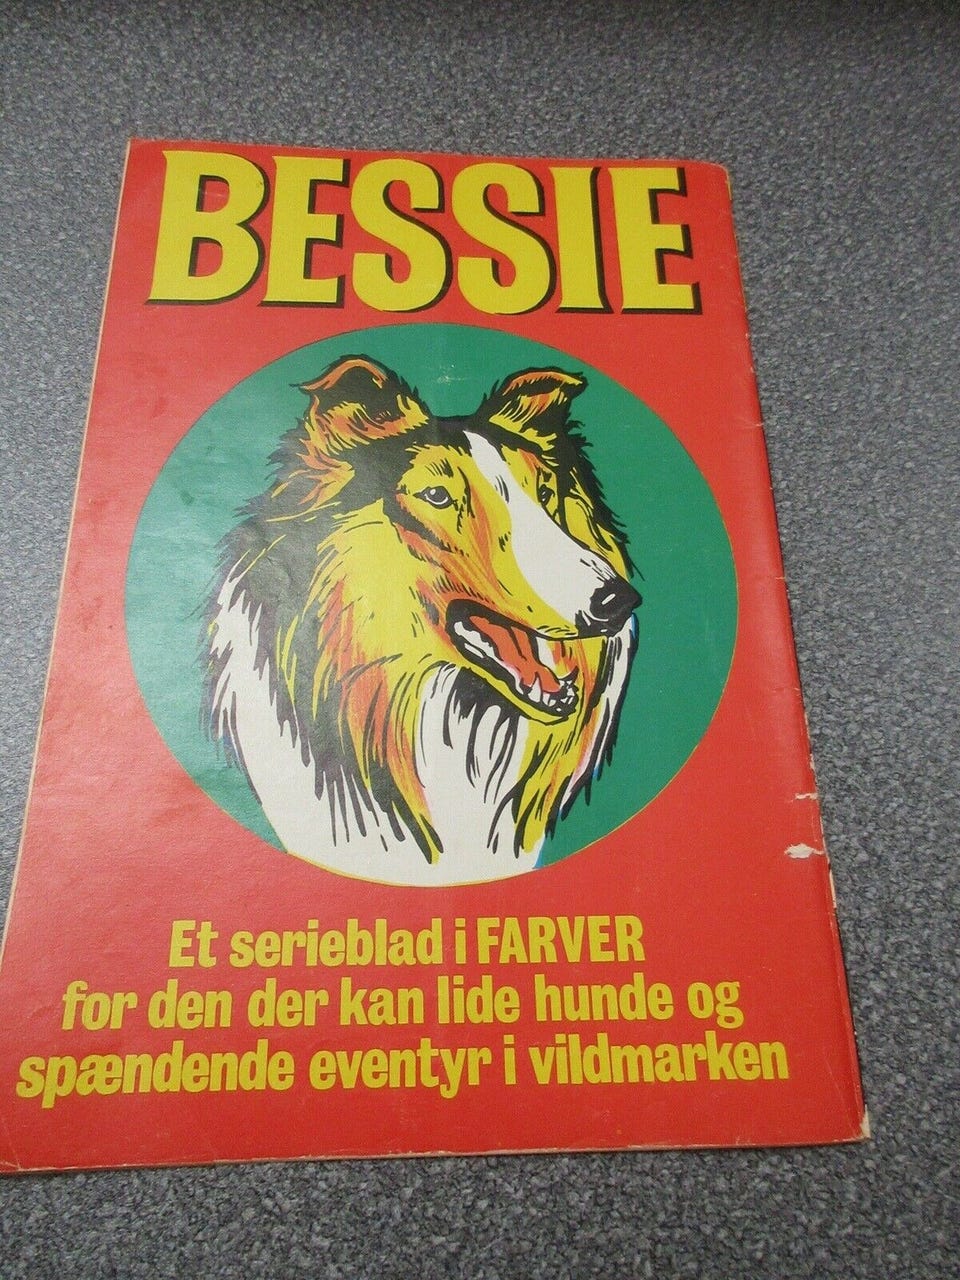 BESSIE
Et serieblad i FARVER
for den der kan lide hunde og
spændende eventyr i vildmarken